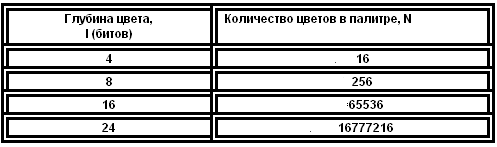 Глубина цвета, Количество цветов в палитре, N
I (битов)
4 16
8 256
16 65536
24 16777216